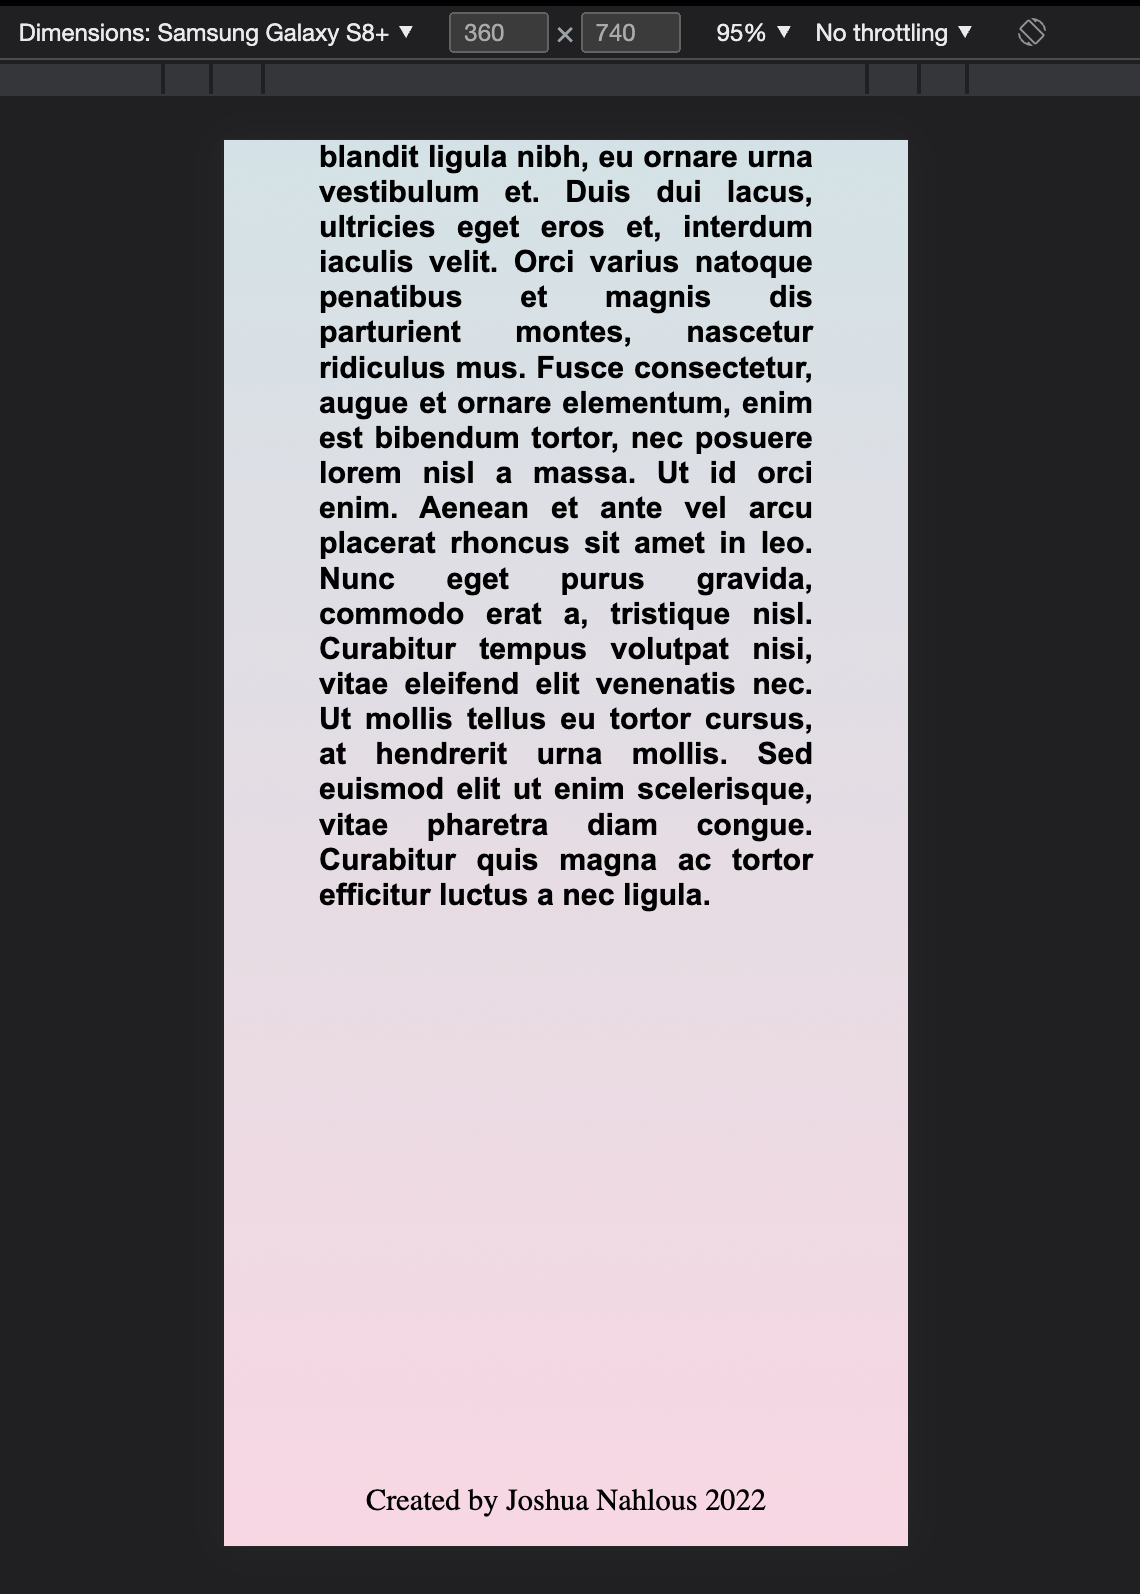 Dimensions: Samsung Galaxy S8+ ▼ 360 × 740 95% ▼ No throttling ▼
blandit ligula nibh, eu ornare urna
vestibulum et. Duis dui lacus,
ultricies eget eros et, interdum
iaculis velit. Orci varius natoque
penatibus et magnis dis
parturient montes, nascetur
ridiculus mus. Fusce consectetur,
augue et ornare elementum, enim
est bibendum tortor, nec posuere
lorem nisl a massa. Ut id orci
enim. Aenean et ante vel arcu
placerat rhoncus sit amet in leo.
Nunc eget purus gravida,
commodo erat a, tristique nisl.
Curabitur tempus volutpat nisi,
vitae eleifend elit venenatis nec.
Ut mollis tellus eu tortor cursus,
at hendrerit urna mollis. Sed
euismod elit ut enim scelerisque,
vitae pharetra diam congue.
Curabitur quis magna ac tortor
efficitur luctus a nec ligula.
Created by Joshua Nahlous 2022